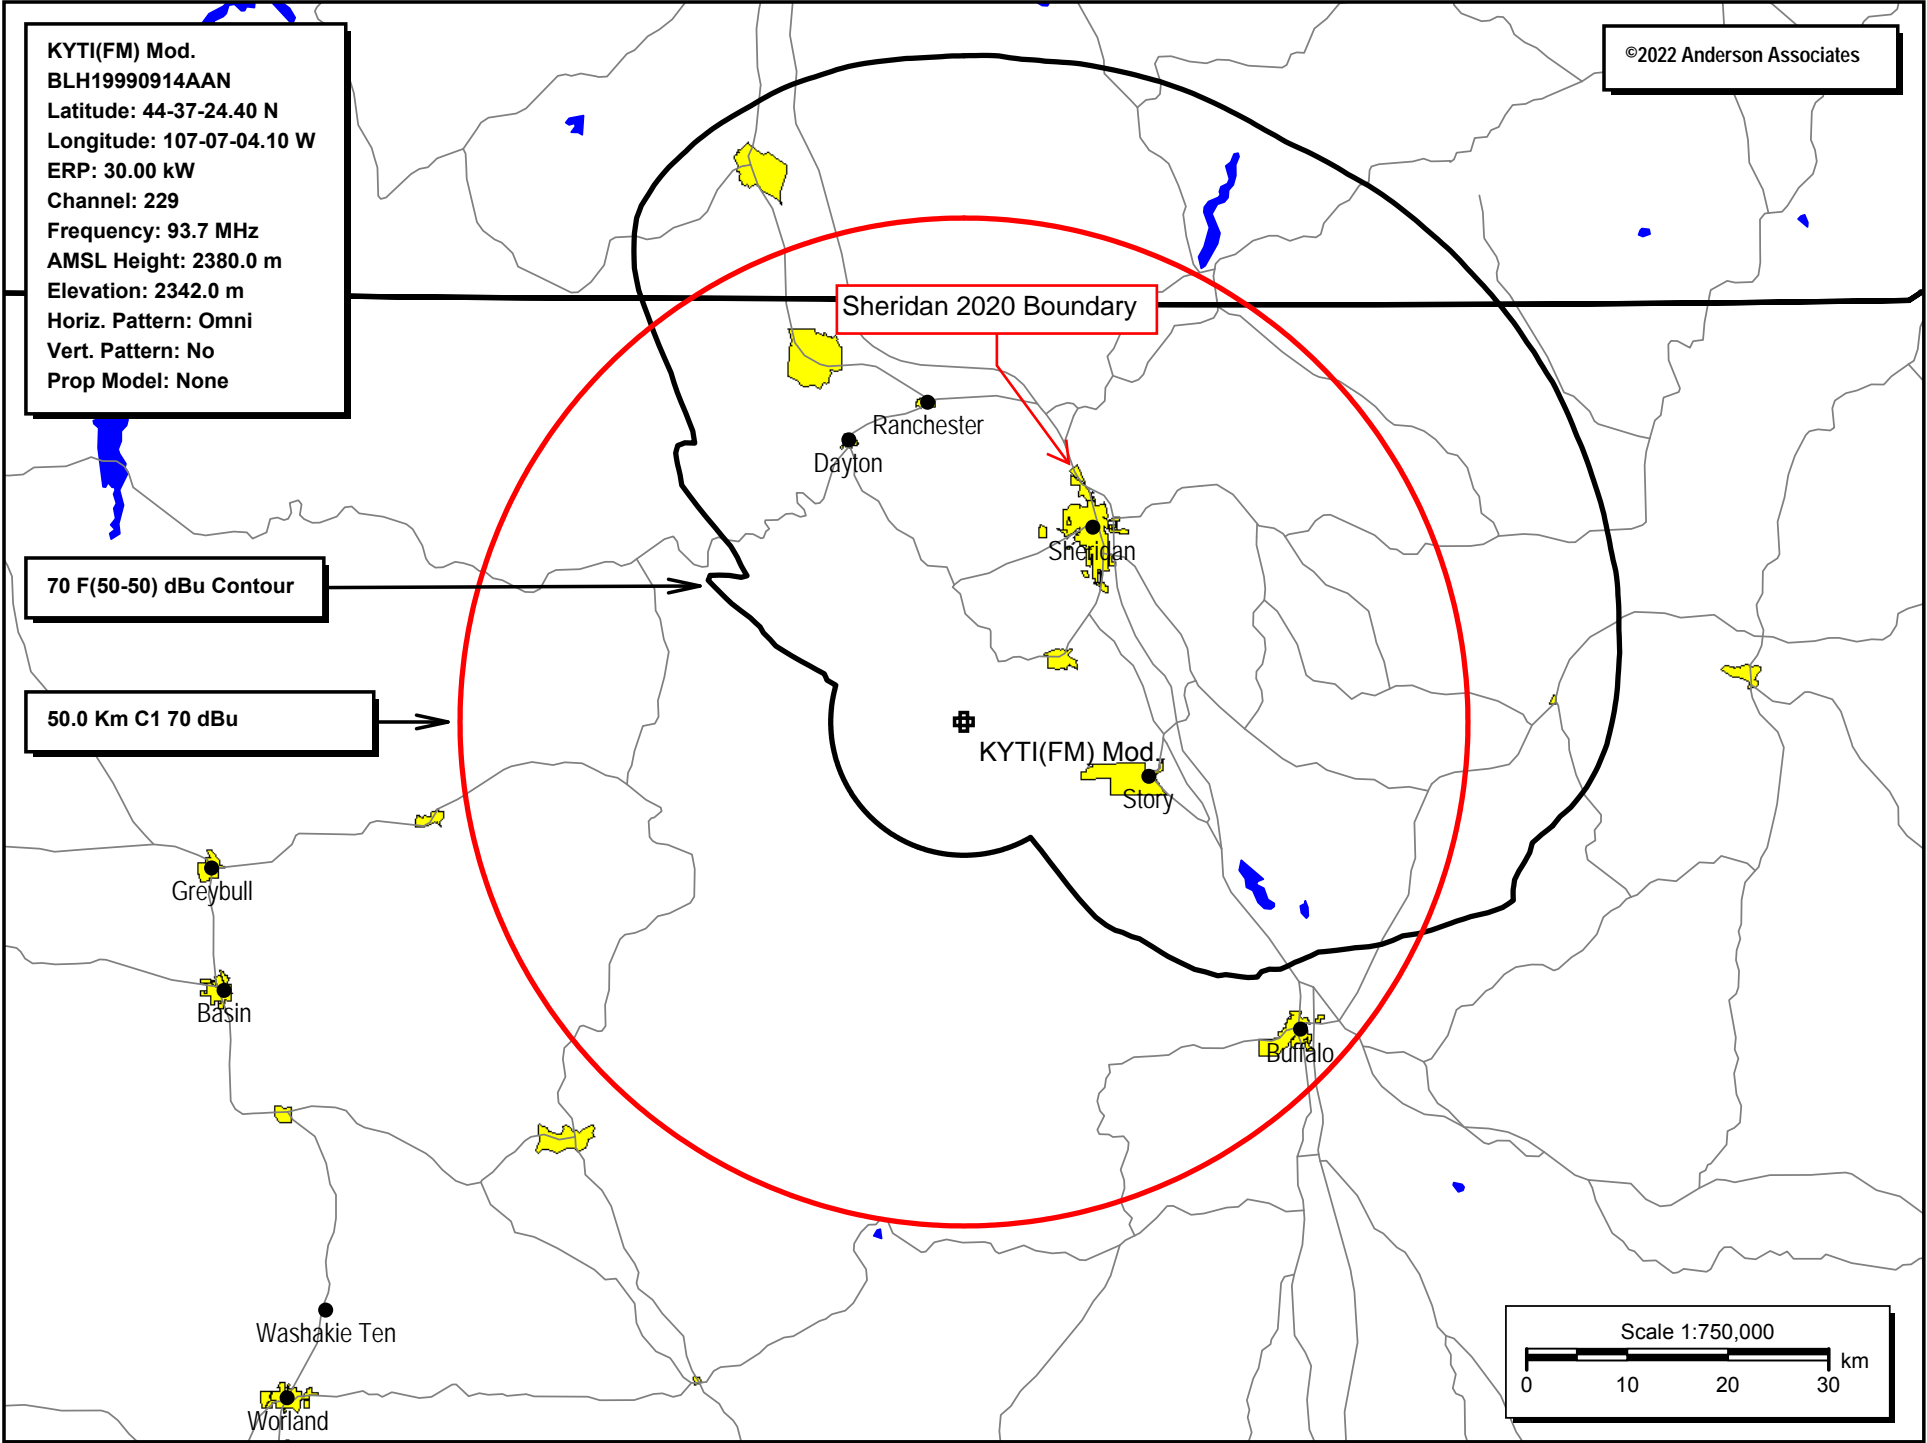 KYTI(FM) Mod.
BLH19990914AAN
Latitude: 44-37-24.40 N
Longitude: 107-07-04.10 W
ERP: 30.00 kW
Channel: 229
Frequency: 93.7 MHz
AMSL Height: 2380.0 m
Elevation: 2342.0 m
Horiz. Pattern: Omni
Vert. Pattern: No
Prop Model: None
©2022 Anderson Associates
Sheridan 2020 Boundary
Ranchester
Dayton
Sheridan
70 F(50-50) dBu Contour
50.0 Km C1 70 dBu
KYTI(FM) Mod.
Story
Greybull
Basin
Buffalo
Washakie Ten
Worland
Scale 1:750,000
km
0 10 20 30